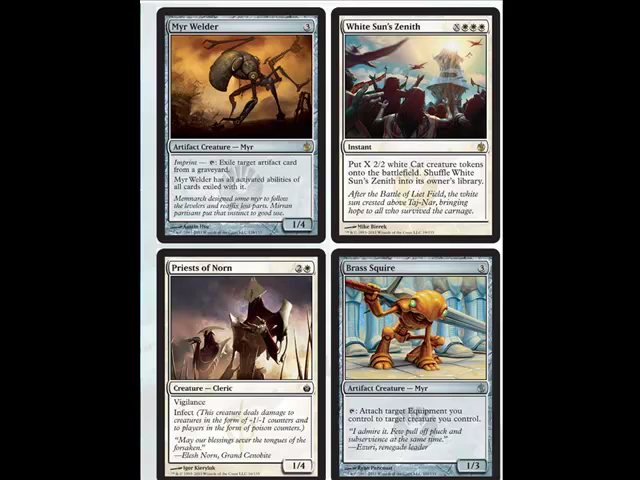 Myr Welder 3
Artifact Creature — Myr
Imprint — : Exile target artifact card
from a graveyard.
Myr Welder has all activated abilities of
all cards exiled with it.
Memnarch designed some myr to follow
the levelers and reaffix lost parts. Mirran
partisans put that instinct to good use.
1/4
White Sun's Zenith X
Instant
Put X 2/2 white Cat creature tokens
onto the battlefield. Shuffle White
Sun's Zenith into its owner's library.
After the Battle of Liet Field, the white
sun crested above Taj-Nar, bringing
hope to all who survived the carnage.
Mike Bierek
Priests of Norn 2
Creature — Cleric
Vigilance
Infect (This creature deals damage to
creatures in the form of -1/-1 counters and
to players in the form of poison counters.)
"May our blessings sever the tongues of the
forsaken."
—Elesh Norn, Grand Cenobite
Igor Kieryluk
1/4
Brass Squire 3
Artifact Creature — Myr
: Attach target Equipment you
control to target creature you control.
"I admire it. Few pull off pluck and
subservience at the same time."
—Ezuri, renegade leader
1/3